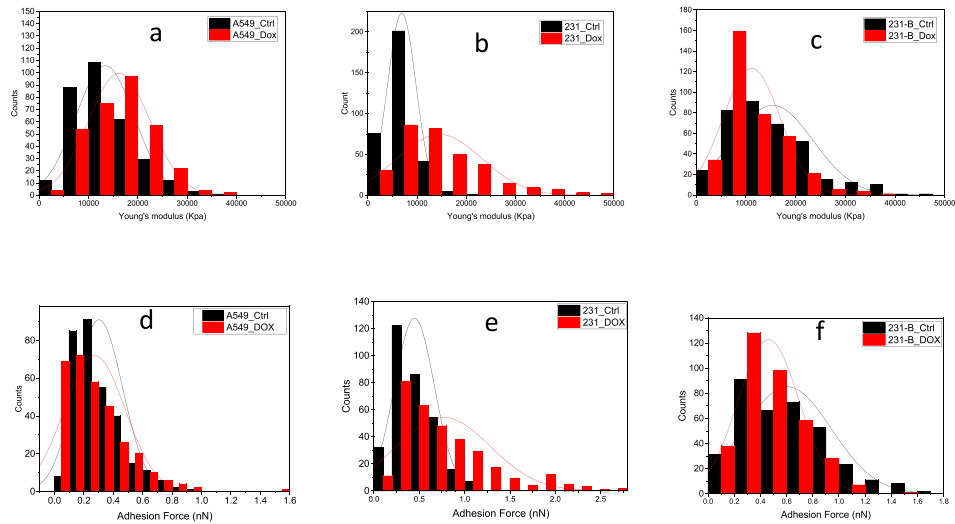 a
A549_Ctrl
A549_Dox
150
140
130
120
110
100
90
80
70
60
50
40
30
20
10
0
Counts
0 10000 20000 30000 40000 50000
Young's modulus (Kpa)
b
231_Ctrl
231_Dox
200
150
100
50
0
Count
0 10000 20000 30000 40000 50000
Young's modulus (Kpa)
c
231-B_Ctrl
231-B_Dox
180
160
140
120
100
80
60
40
20
0
Counts
0 10000 20000 30000 40000 50000
Young's modulus (Kpa)
d
A549_Ctrl
A549_DOX
80
60
40
20
0
Counts
0.0 0.2 0.4 0.6 0.8 1.0 1.2 1.4 1.6
Adhesion Force (nN)
e
231_Ctrl
231_DOX
140
120
100
80
60
40
20
0
Counts
0.0 0.5 1.0 1.5 2.0 2.5
Adhesion Force (nN)
f
231-B_Ctrl
231-B_DOX
140
120
100
80
60
40
20
0
Counts
0.0 0.2 0.4 0.6 0.8 1.0 1.2 1.4 1.6 1.8
Adhesion Force (nN)